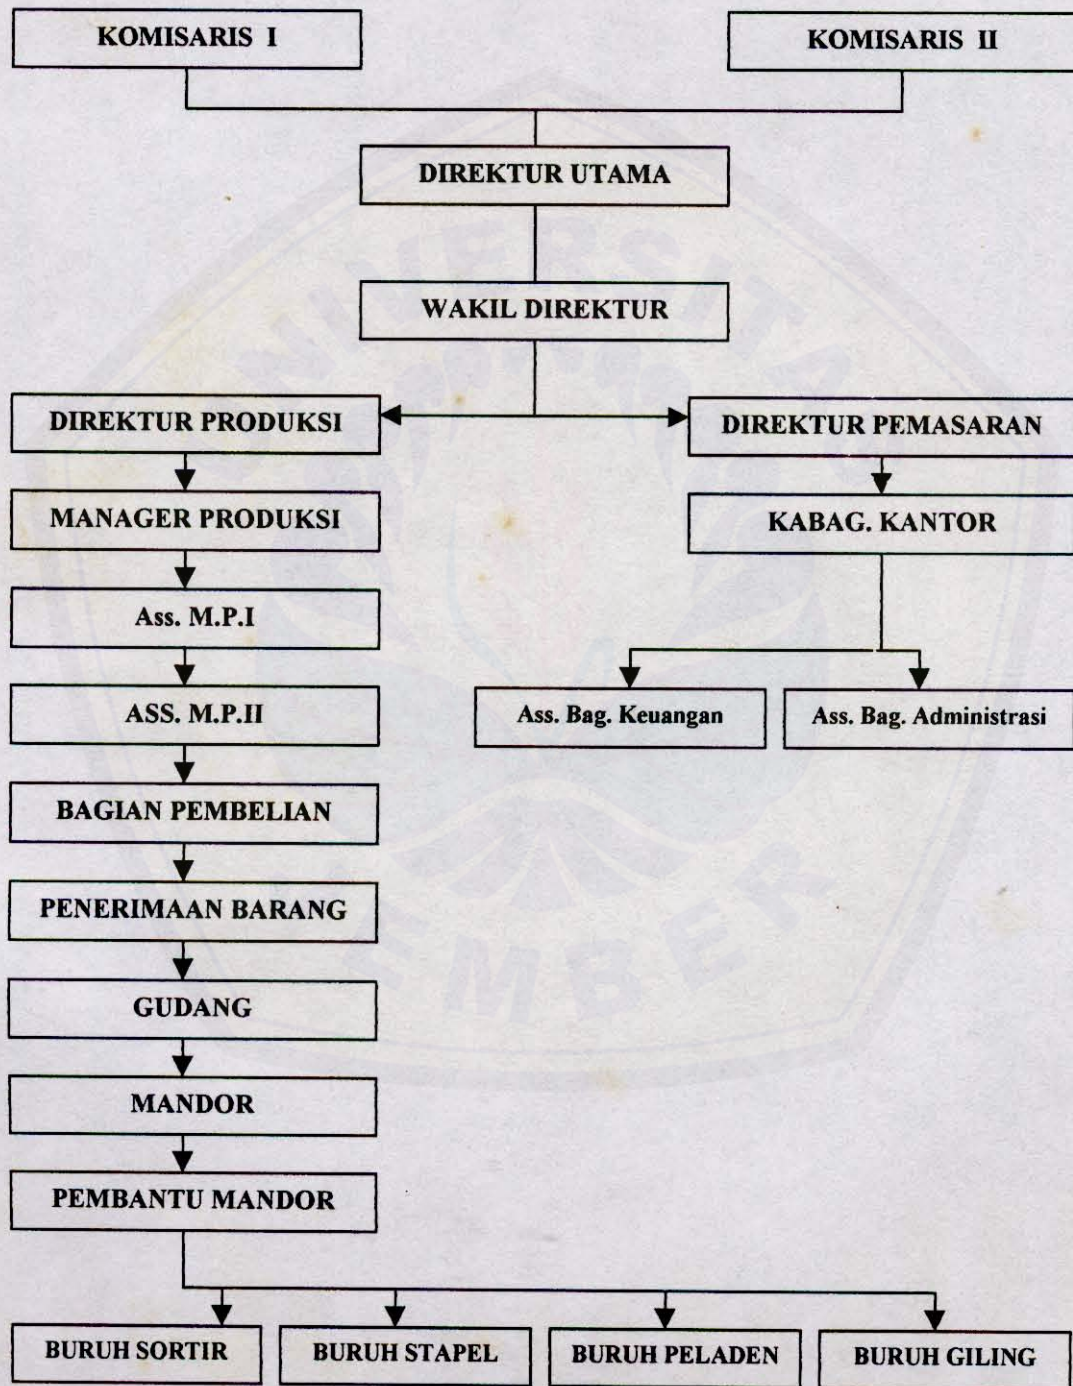 KOMISARIS I
KOMISARIS II
DIREKTUR UTAMA
WAKIL DIREKTUR
DIREKTUR PRODUKSI
DIREKTUR PEMASARAN
MANAGER PRODUKSI
KABAG. KANTOR
Ass. M.P.I
ASS. M.P.II
Ass. Bag. Keuangan
Ass. Bag. Administrasi
BAGIAN PEMBELIAN
PENERIMAAN BARANG
GUDANG
MANDOR
PEMBANTU MANDOR
BURUH SORTIR
BURUH STAPEL
BURUH PELADEN
BURUH GILING
UNIVERSITAS
JEMBER